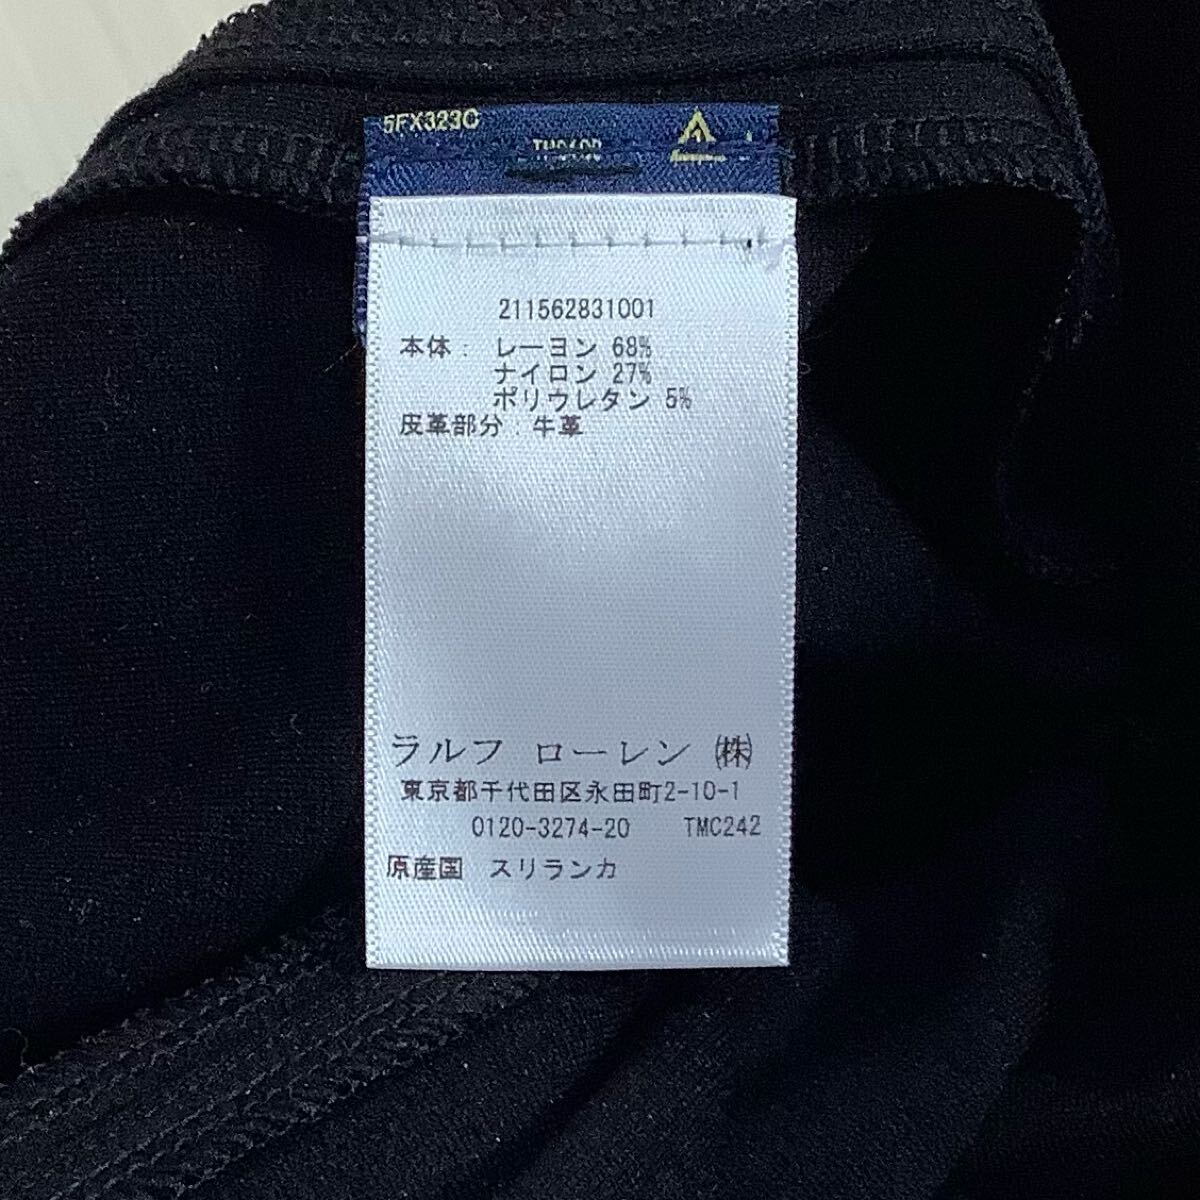 5FX323C
211562831001
本体： レーヨン 68%
ナイロン 27%
ポリウレタン 5%
皮革部分：牛革
ラルフ ローレン ㈱
東京都千代田区永田町2-10-1
0120-3274-20 TMC242
原産国 スリランカ